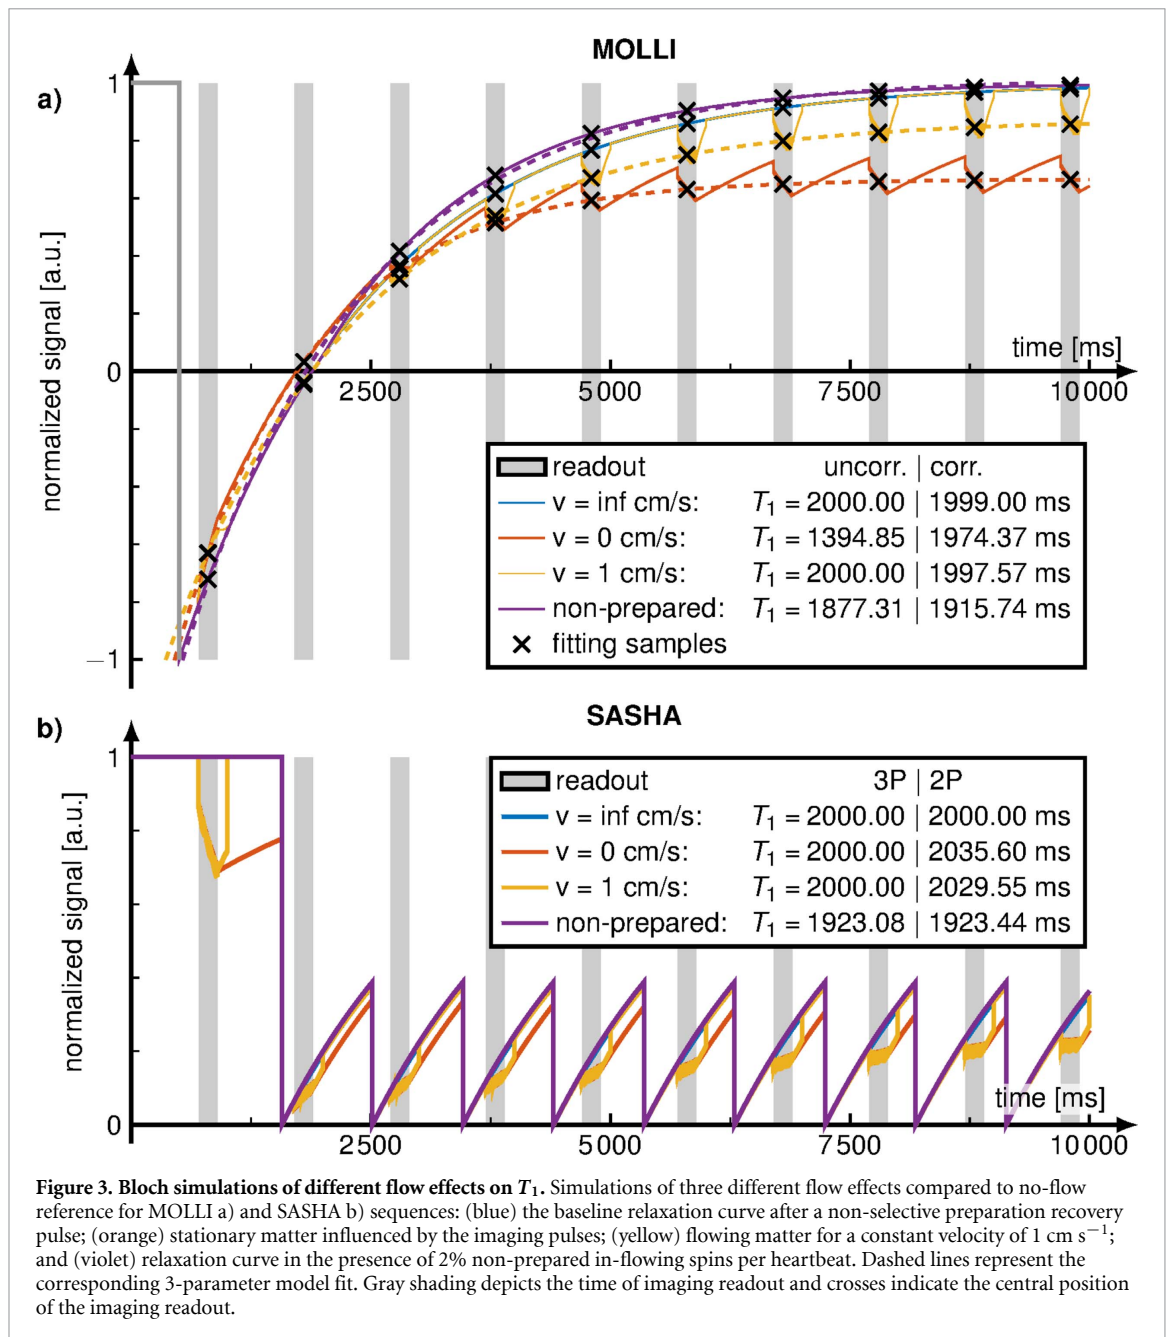 MOLLI
a)
1
0
−1
normalized signal [a.u.]
time [ms]
2500 5000 7500 10000
readout uncorr. | corr.
v = inf cm/s: T1 = 2000.00 | 1999.00 ms
v = 0 cm/s: T1 = 1394.85 | 1974.37 ms
v = 1 cm/s: T1 = 2000.00 | 1997.57 ms
non-prepared: T1 = 1877.31 | 1915.74 ms
fitting samples
SASHA
b)
1
0
normalized signal [a.u.]
readout 3P | 2P
v = inf cm/s: T1 = 2000.00 | 2000.00 ms
v = 0 cm/s: T1 = 2000.00 | 2035.60 ms
v = 1 cm/s: T1 = 2000.00 | 2029.55 ms
non-prepared: T1 = 1923.08 | 1923.44 ms
time [ms]
2500 5000 7500 10000
Figure 3. Bloch simulations of different flow effects on T1. Simulations of three different flow effects compared to no-flow
reference for MOLLI a) and SASHA b) sequences: (blue) the baseline relaxation curve after a non-selective preparation recovery
pulse; (orange) stationary matter influenced by the imaging pulses; (yellow) flowing matter for a constant velocity of 1 cm s−1;
and (violet) relaxation curve in the presence of 2% non-prepared in-flowing spins per heartbeat. Dashed lines represent the
corresponding 3-parameter model fit. Gray shading depicts the time of imaging readout and crosses indicate the central position
of the imaging readout.